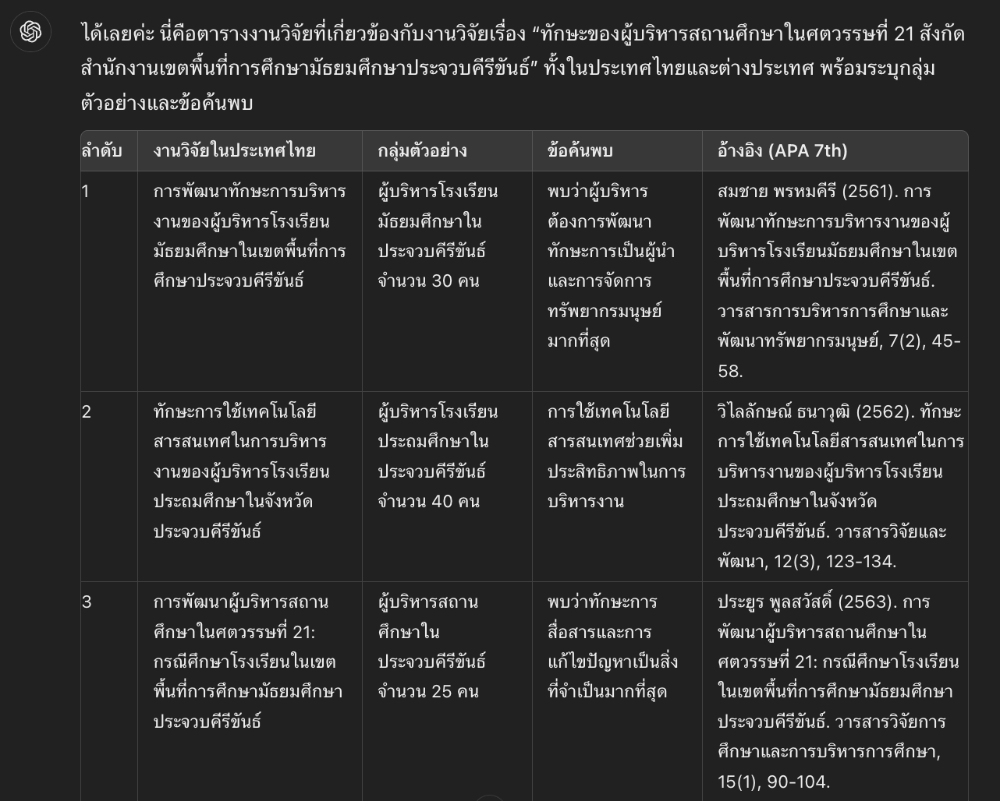 ได้เลยค่ะ นี่คือตารางงานวิจัยที่เกี่ยวข้องกับงานวิจัยเรื่อง “ทักษะของผู้บริหารสถานศึกษาในศตวรรษที่ 21 สังกัด
สำนักงานเขตพื้นที่การศึกษามัธยมศึกษาประจวบคีรีขันธ์” ทั้งในประเทศไทยและต่างประเทศ พร้อมระบุกลุ่ม
ตัวอย่างและข้อค้นพบ
ลำดับ งานวิจัยในประเทศไทย กลุ่มตัวอย่าง ข้อค้นพบ อ้างอิง (APA 7th)
1
การพัฒนาทักษะการบริหาร
งานของผู้บริหารโรงเรียน
มัธยมศึกษาในเขตพื้นที่การ
ศึกษาประจวบคีรีขันธ์
ผู้บริหารโรงเรียน
มัธยมศึกษาใน
ประจวบคีรีขันธ์
จำนวน 30 คน
พบว่าผู้บริหาร
ต้องการพัฒนา
ทักษะการเป็นผู้นำ
และการจัดการ
ทรัพยากรมนุษย์
มากที่สุด
สมชาย พรหมคีรี (2561). การ
พัฒนาทักษะการบริหารงานของผู้
บริหารโรงเรียนมัธยมศึกษาในเขต
พื้นที่การศึกษาประจวบคีรีขันธ์.
วารสารการบริหารการศึกษาและ
พัฒนาทรัพยากรมนุษย์, 7(2), 45-
58.
2
ทักษะการใช้เทคโนโลยี
สารสนเทศในการบริหาร
งานของผู้บริหารโรงเรียน
ประถมศึกษาในจังหวัด
ประจวบคีรีขันธ์
ผู้บริหารโรงเรียน
ประถมศึกษาใน
ประจวบคีรีขันธ์
จำนวน 40 คน
การใช้เทคโนโลยี
สารสนเทศช่วยเพิ่ม
ประสิทธิภาพในการ
บริหารงาน
วิไลลักษณ์ ธนาวุฒิ (2562). ทักษะ
การใช้เทคโนโลยีสารสนเทศในการ
บริหารงานของผู้บริหารโรงเรียน
ประถมศึกษาในจังหวัด
ประจวบคีรีขันธ์. วารสารวิจัยและ
พัฒนา, 12(3), 123-134.
3
การพัฒนาผู้บริหารสถาน
ศึกษาในศตวรรษที่ 21:
กรณีศึกษาโรงเรียนในเขต
พื้นที่การศึกษามัธยมศึกษา
ประจวบคีรีขันธ์
ผู้บริหารสถาน
ศึกษาใน
ประจวบคีรีขันธ์
จำนวน 25 คน
พบว่าทักษะการ
สื่อสารและการ
แก้ไขปัญหาเป็นสิ่ง
ที่จำเป็นมากที่สุด
ประยูร พูลสวัสดิ์ (2563). การ
พัฒนาผู้บริหารสถานศึกษาใน
ศตวรรษที่ 21: กรณีศึกษาโรงเรียน
ในเขตพื้นที่การศึกษามัธยมศึกษา
ประจวบคีรีขันธ์. วารสารวิจัยการ
ศึกษาและการบริหารการศึกษา,
15(1), 90-104.